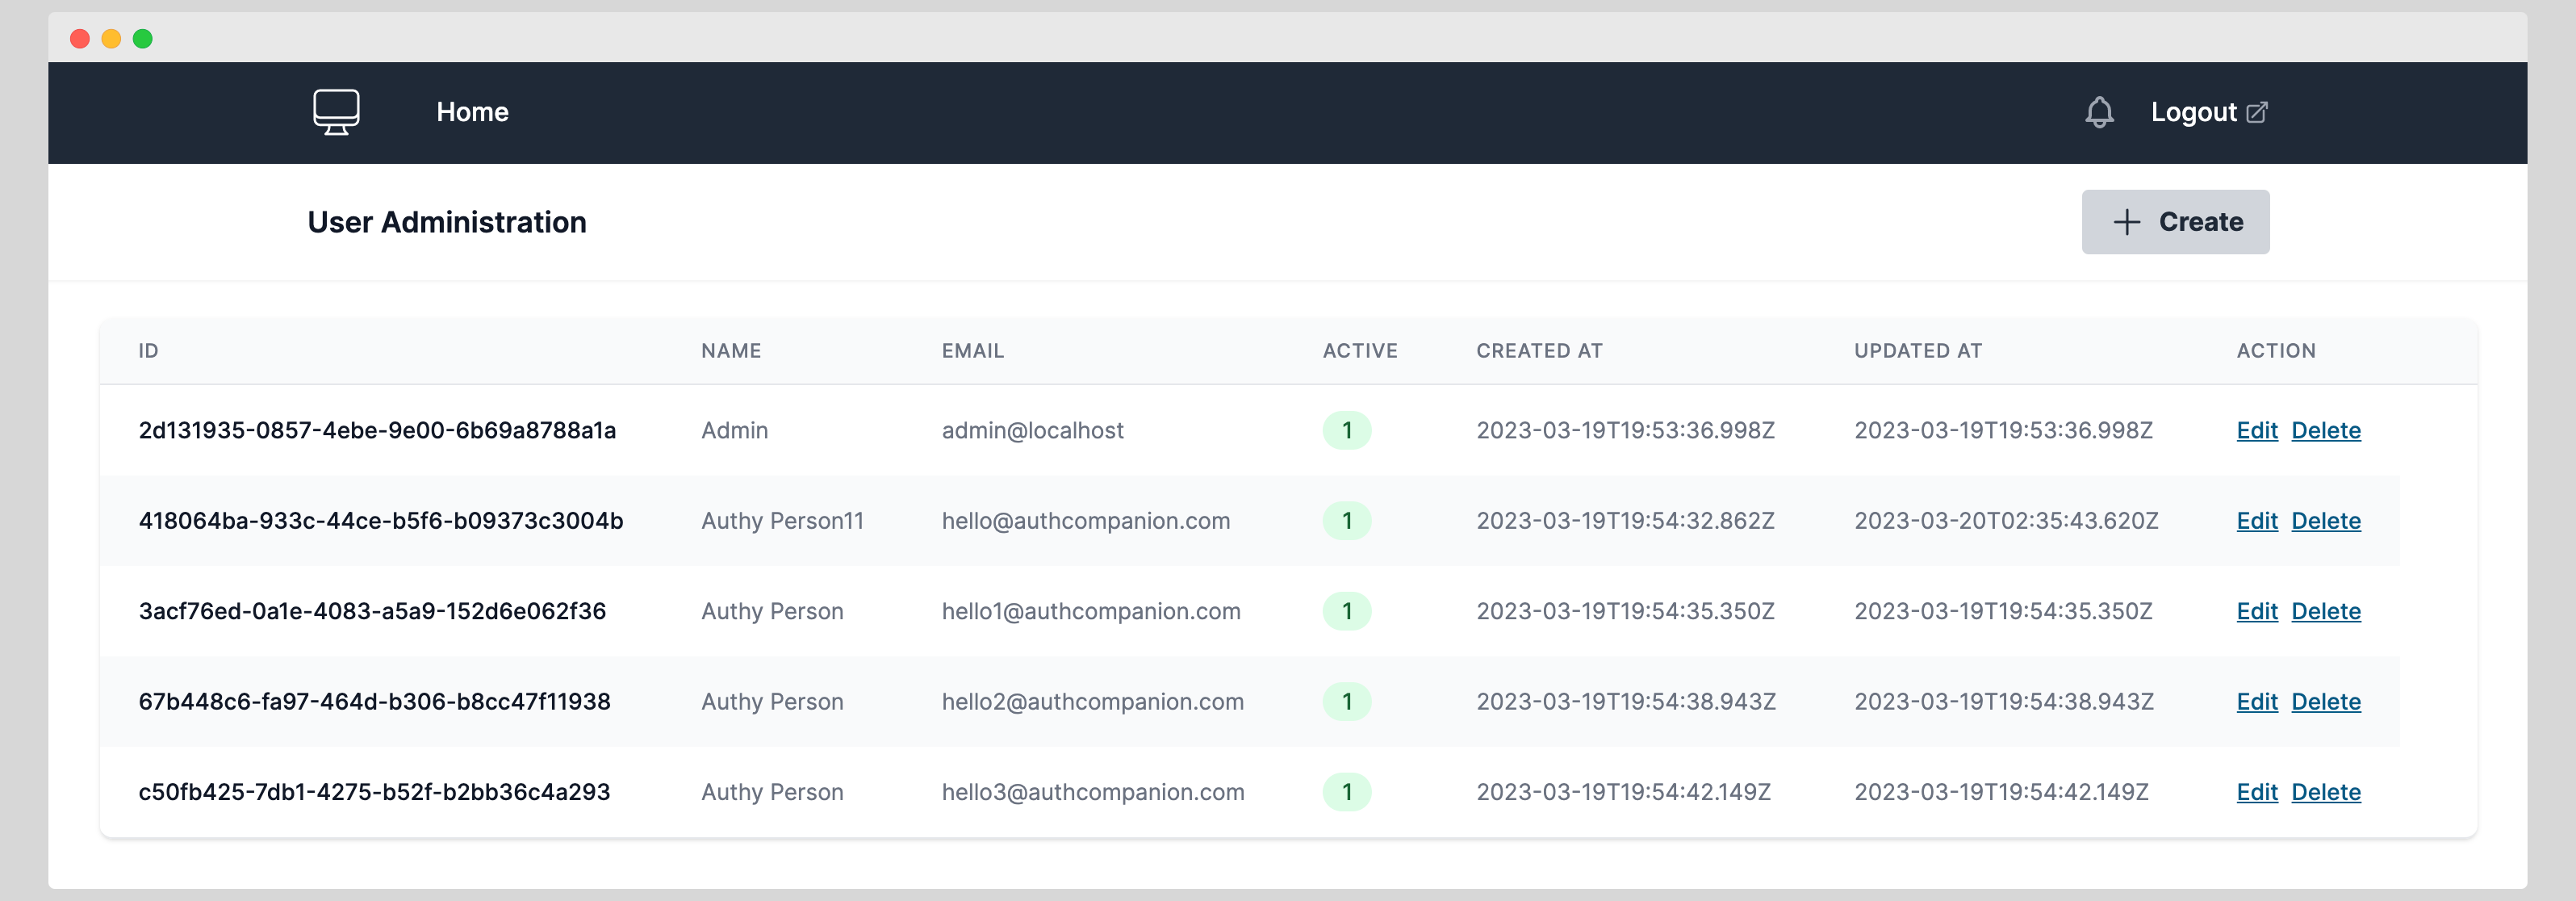 Home Logout
User Administration Create
ID NAME EMAIL ACTIVE CREATED AT UPDATED AT ACTION
2d131935-0857-4ebe-9e00-6b69a8788a1a Admin admin@localhost 1 2023-03-19T19:53:36.998Z 2023-03-19T19:53:36.998Z Edit Delete
418064ba-933c-44ce-b5f6-b09373c3004b Authy Person11 hello@authcompanion.com 1 2023-03-19T19:54:32.862Z 2023-03-20T02:35:43.620Z Edit Delete
3acf76ed-0a1e-4083-a5a9-152d6e062f36 Authy Person hello1@authcompanion.com 1 2023-03-19T19:54:35.350Z 2023-03-19T19:54:35.350Z Edit Delete
67b448c6-fa97-464d-b306-b8cc47f11938 Authy Person hello2@authcompanion.com 1 2023-03-19T19:54:38.943Z 2023-03-19T19:54:38.943Z Edit Delete
c50fb425-7db1-4275-b52f-b2bb36c4a293 Authy Person hello3@authcompanion.com 1 2023-03-19T19:54:42.149Z 2023-03-19T19:54:42.149Z Edit Delete